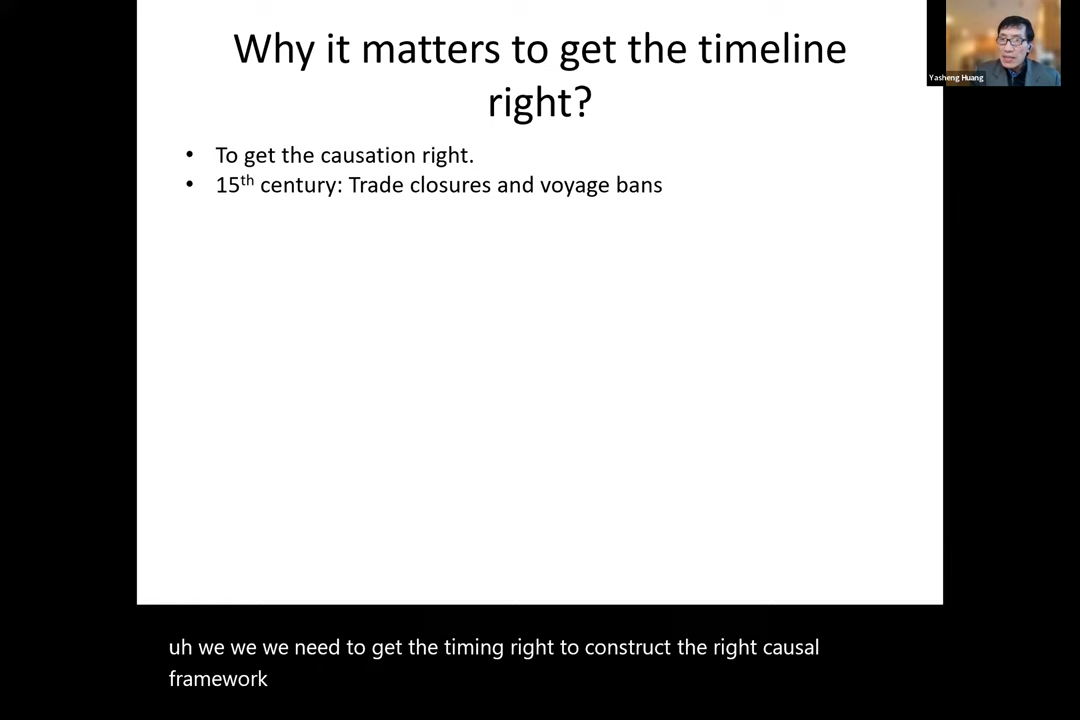 Why it matters to get the timeline
right?
Yasheng Huang
• To get the causation right.
• 15th century: Trade closures and voyage bans
uh we we we need to get the timing right to construct the right causal
framework